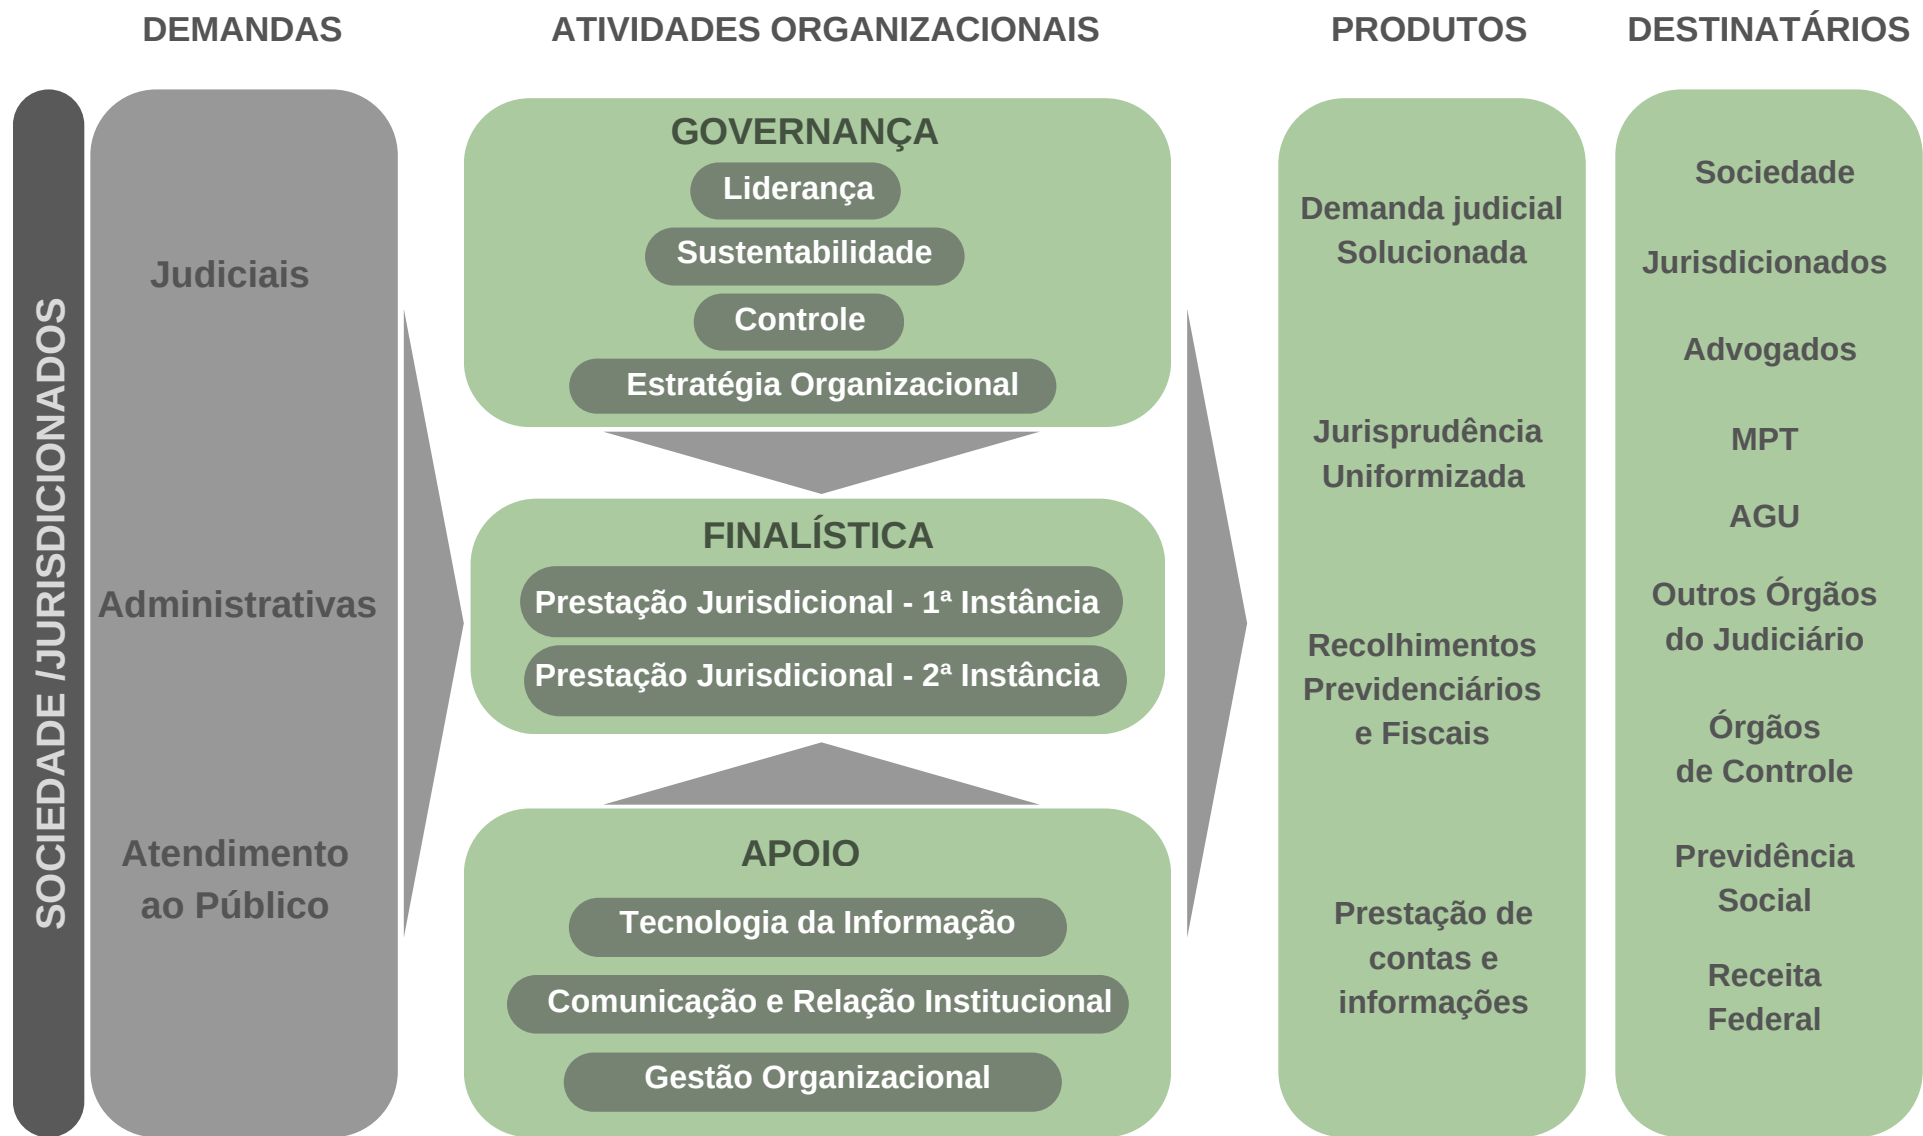 DEMANDAS
ATIVIDADES ORGANIZACIONAIS
PRODUTOS
DESTINATÁRIOS
SOCIEDADE /JURISDICIONADOS
Judiciais
Administrativas
Atendimento
ao Público
GOVERNANÇA
Liderança
Sustentabilidade
Controle
Estratégia Organizacional
FINALÍSTICA
Prestação Jurisdicional - 1ª Instância
Prestação Jurisdicional - 2ª Instância
APOIO
Tecnologia da Informação
Comunicação e Relação Institucional
Gestão Organizacional
Demanda judicial
Solucionada
Jurisprudência
Uniformizada
Recolhimentos
Previdenciários
e Fiscais
Prestação de
contas e
informações
Sociedade
Jurisdicionados
Advogados
MPT
AGU
Outros Órgãos
do Judiciário
Órgãos
de Controle
Previdência
Social
Receita
Federal